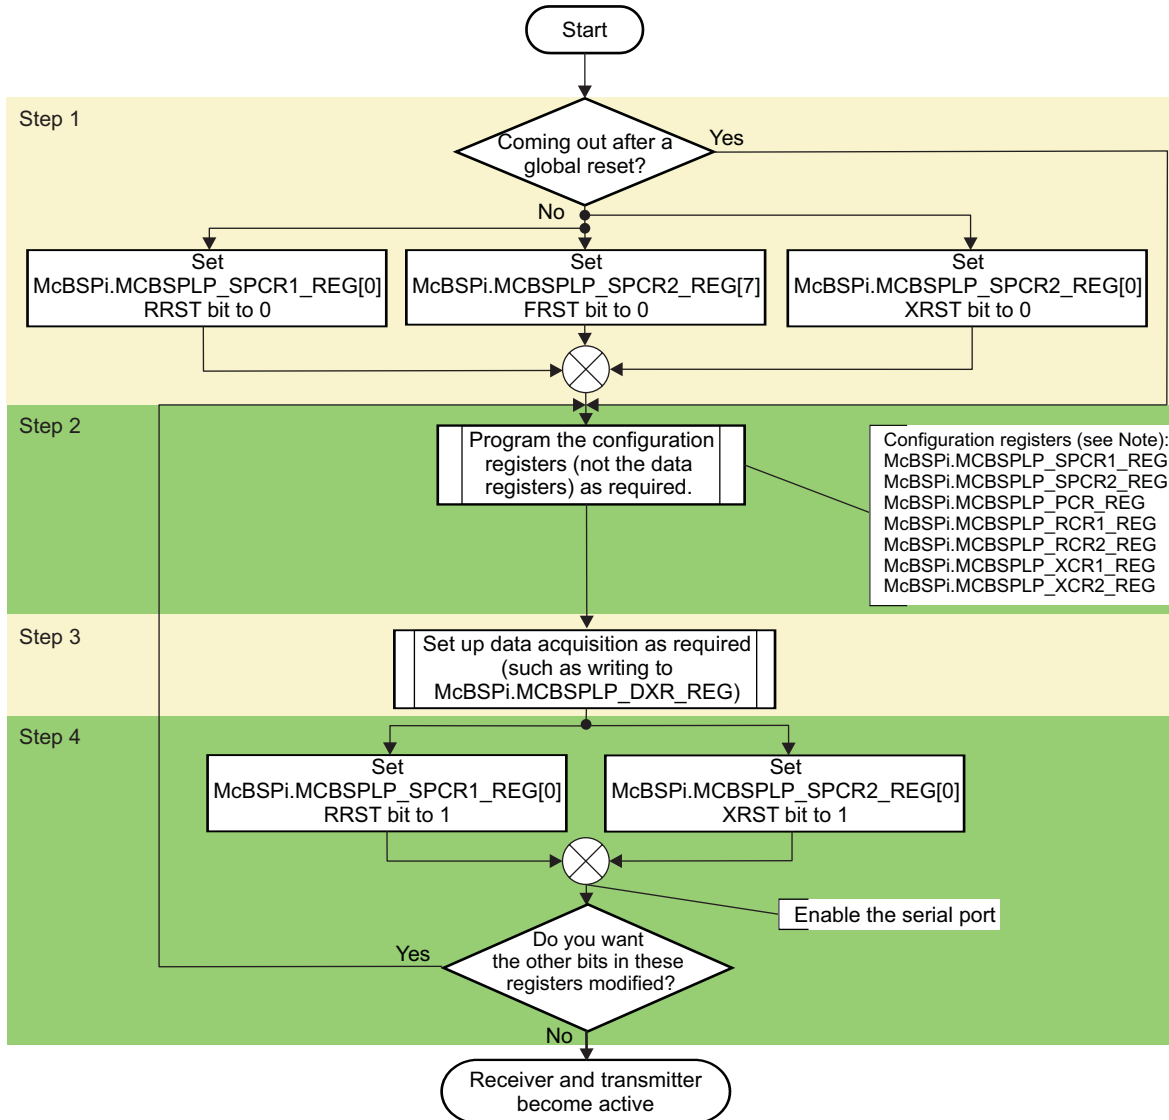 Start
Step 1
Coming out after a
global reset?
Yes
No
Set
McBSPi.MCBSPLP_SPCR1_REG[0]
RRST bit to 0
Set
McBSPi.MCBSPLP_SPCR2_REG[7]
FRST bit to 0
Set
McBSPi.MCBSPLP_SPCR2_REG[0]
XRST bit to 0
Step 2
Program the configuration
registers (not the data
registers) as required.
Configuration registers (see Note):
McBSPi.MCBSPLP_SPCR1_REG
McBSPi.MCBSPLP_SPCR2_REG
McBSPi.MCBSPLP_PCR_REG
McBSPi.MCBSPLP_RCR1_REG
McBSPi.MCBSPLP_RCR2_REG
McBSPi.MCBSPLP_XCR1_REG
McBSPi.MCBSPLP_XCR2_REG
Step 3
Set up data acquisition as required
(such as writing to
McBSPi.MCBSPLP_DXR_REG)
Step 4
Set
McBSPi.MCBSPLP_SPCR1_REG[0]
RRST bit to 1
Set
McBSPi.MCBSPLP_SPCR2_REG[0]
XRST bit to 1
Enable the serial port
Do you want
the other bits in these
registers modified?
Yes
No
Receiver and transmitter
become active